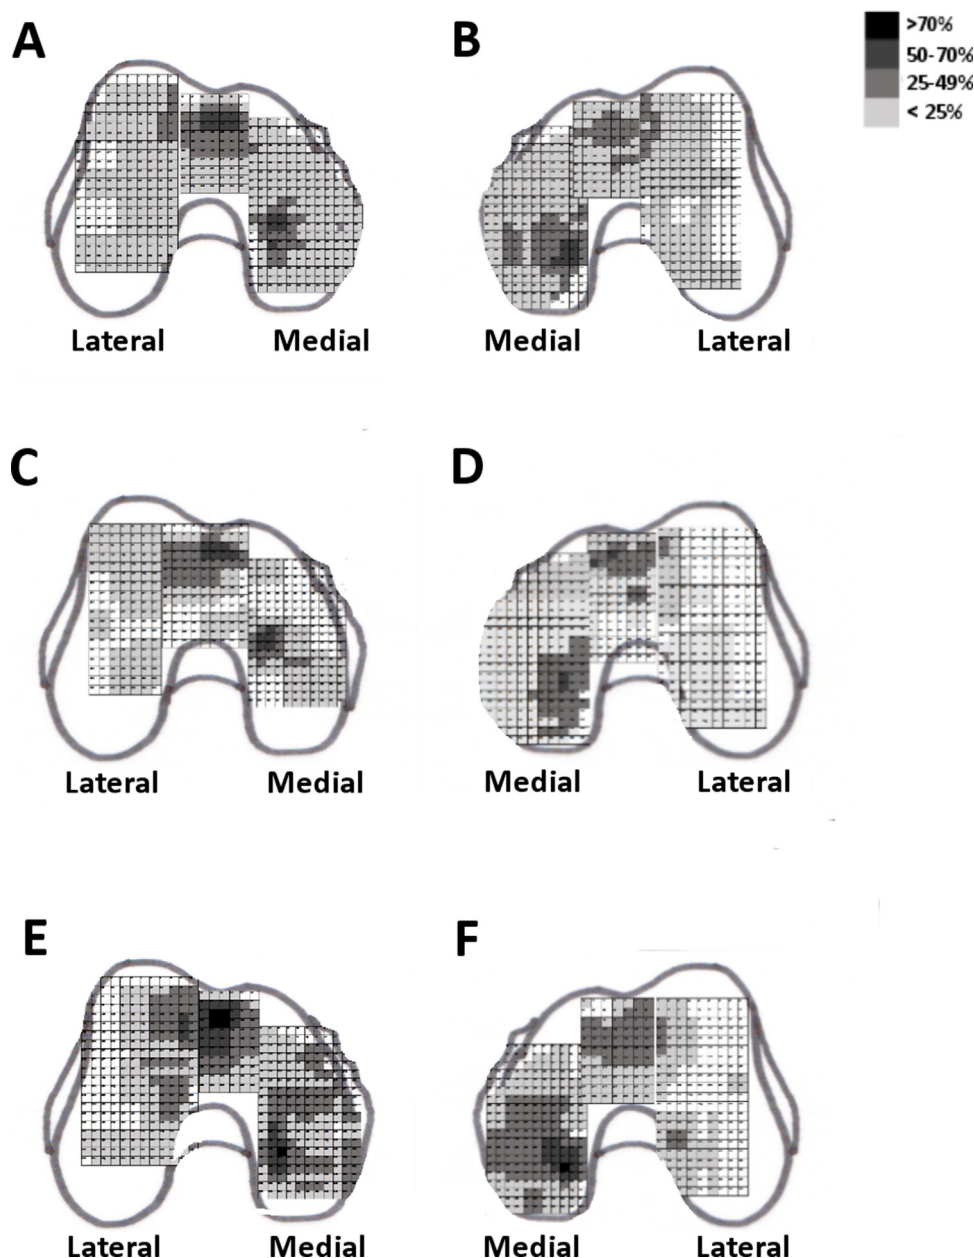 A
B
>70%
50-70%
25-49%
< 25%
Lateral
Medial
Medial
Lateral
C
D
Lateral
Medial
Medial
Lateral
E
F
Lateral
Medial
Medial
Lateral